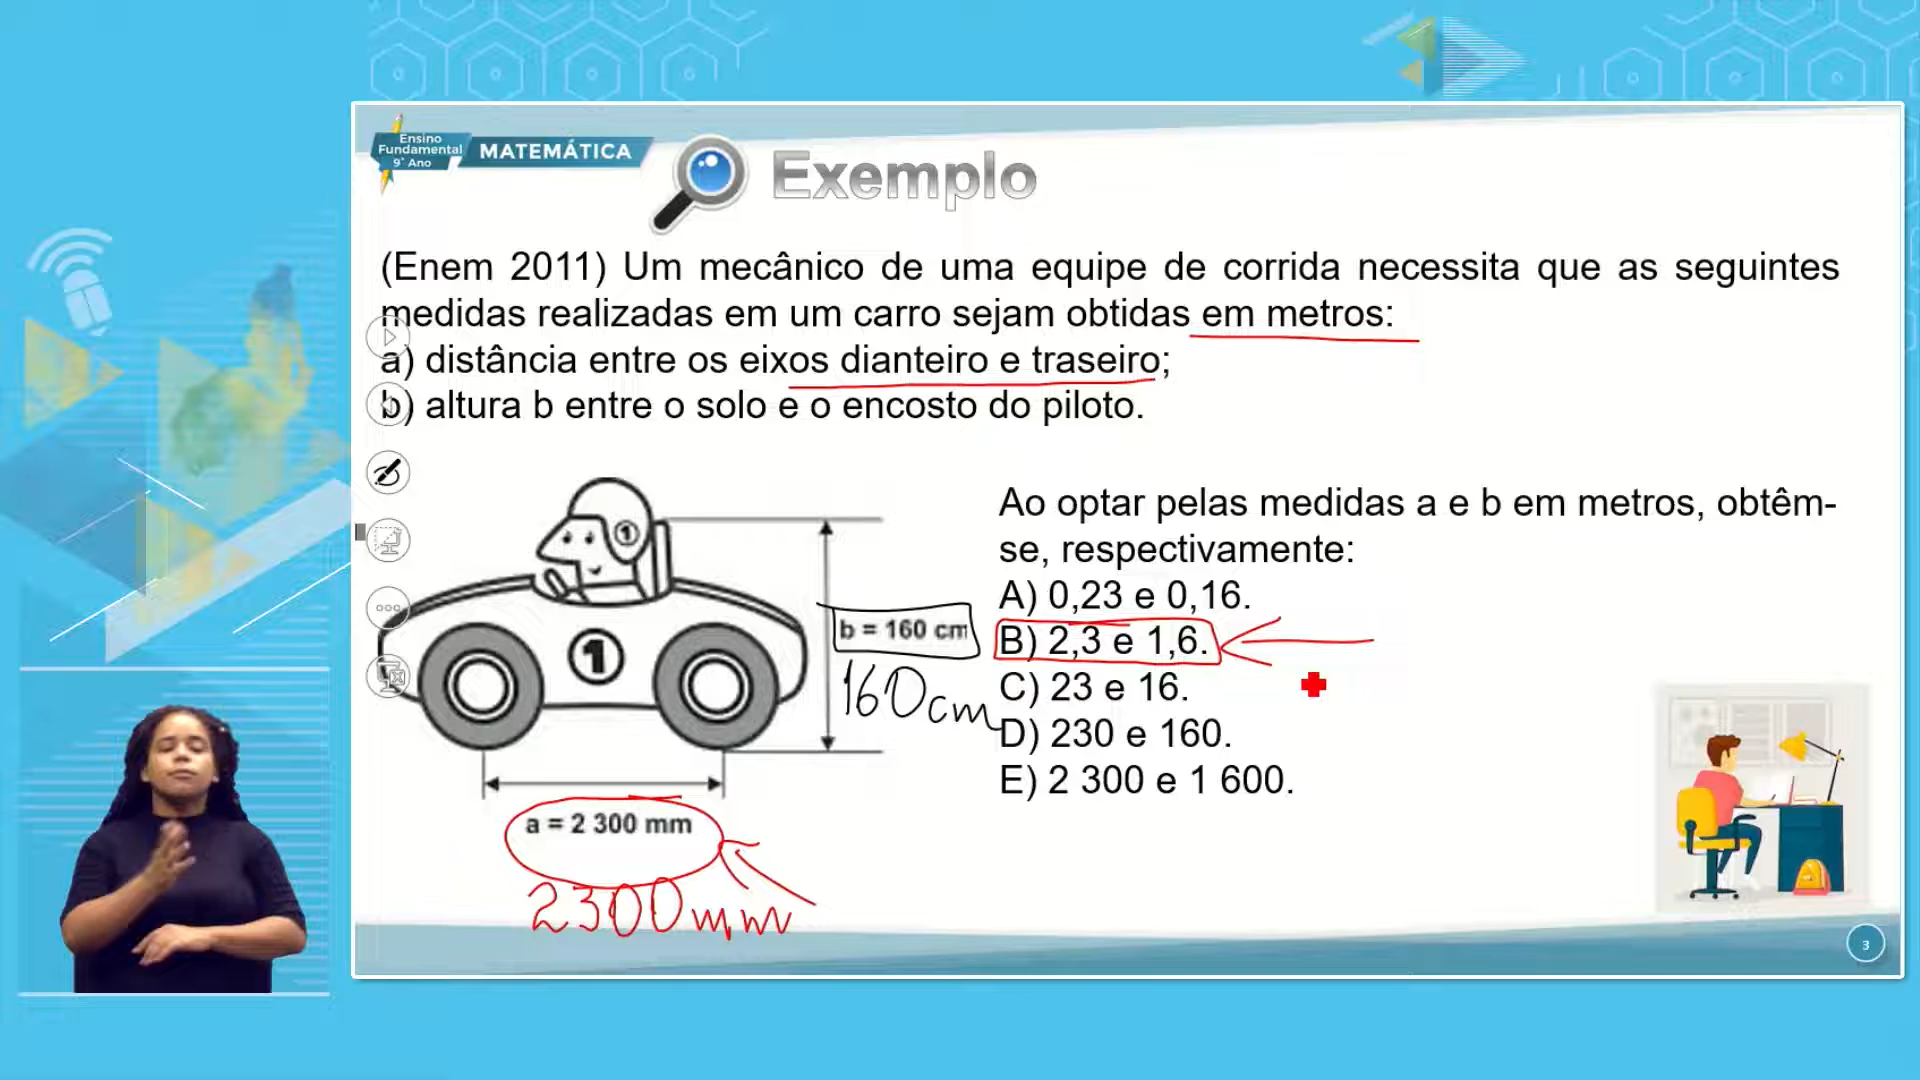 Ensino
Fundamental
9° Ano
MATEMÁTICA
Exemplo
(Enem 2011) Um mecânico de uma equipe de corrida necessita que as seguintes
medidas realizadas em um carro sejam obtidas em metros:
a) distância entre os eixos dianteiro e traseiro;
b) altura b entre o solo e o encosto do piloto.
1
1
b = 160 cm
160cm
a = 2 300 mm
2300mm
Ao optar pelas medidas a e b em metros, obtêm-
se, respectivamente:
A) 0,23 e 0,16.
B) 2,3 e 1,6.
C) 23 e 16.
D) 230 e 160.
E) 2 300 e 1 600.
3